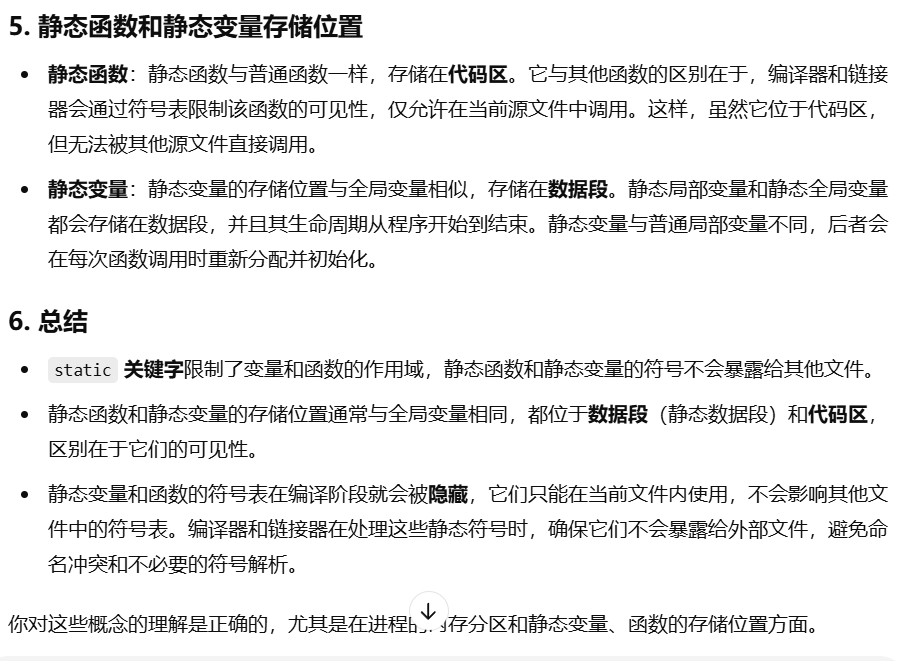 5. 静态函数和静态变量存储位置
静态函数：静态函数与普通函数一样，存储在代码区。它与其他函数的区别在于，编译器和链接
器会通过符号表限制该函数的可见性，仅允许在当前源文件中调用。这样，虽然它位于代码区，
但无法被其他源文件直接调用。
静态变量：静态变量的存储位置与全局变量相似，存储在数据段。静态局部变量和静态全局变量
都会存储在数据段，并且其生命周期从程序开始到结束。静态变量与普通局部变量不同，后者会
在每次函数调用时重新分配并初始化。
6. 总结
static 关键字限制了变量和函数的作用域，静态函数和静态变量的符号不会暴露给其他文件。
静态函数和静态变量的存储位置通常与全局变量相同，都位于数据段（静态数据段）和代码区，
区别在于它们的可见性。
静态变量和函数的符号表在编译阶段就会被隐藏，它们只能在当前文件内使用，不会影响其他文
件中的符号表。编译器和链接器在处理这些静态符号时，确保它们不会暴露给外部文件，避免命
名冲突和不必要的符号解析。
你对这些概念的理解是正确的，尤其是在进程的存分区和静态变量、函数的存储位置方面。